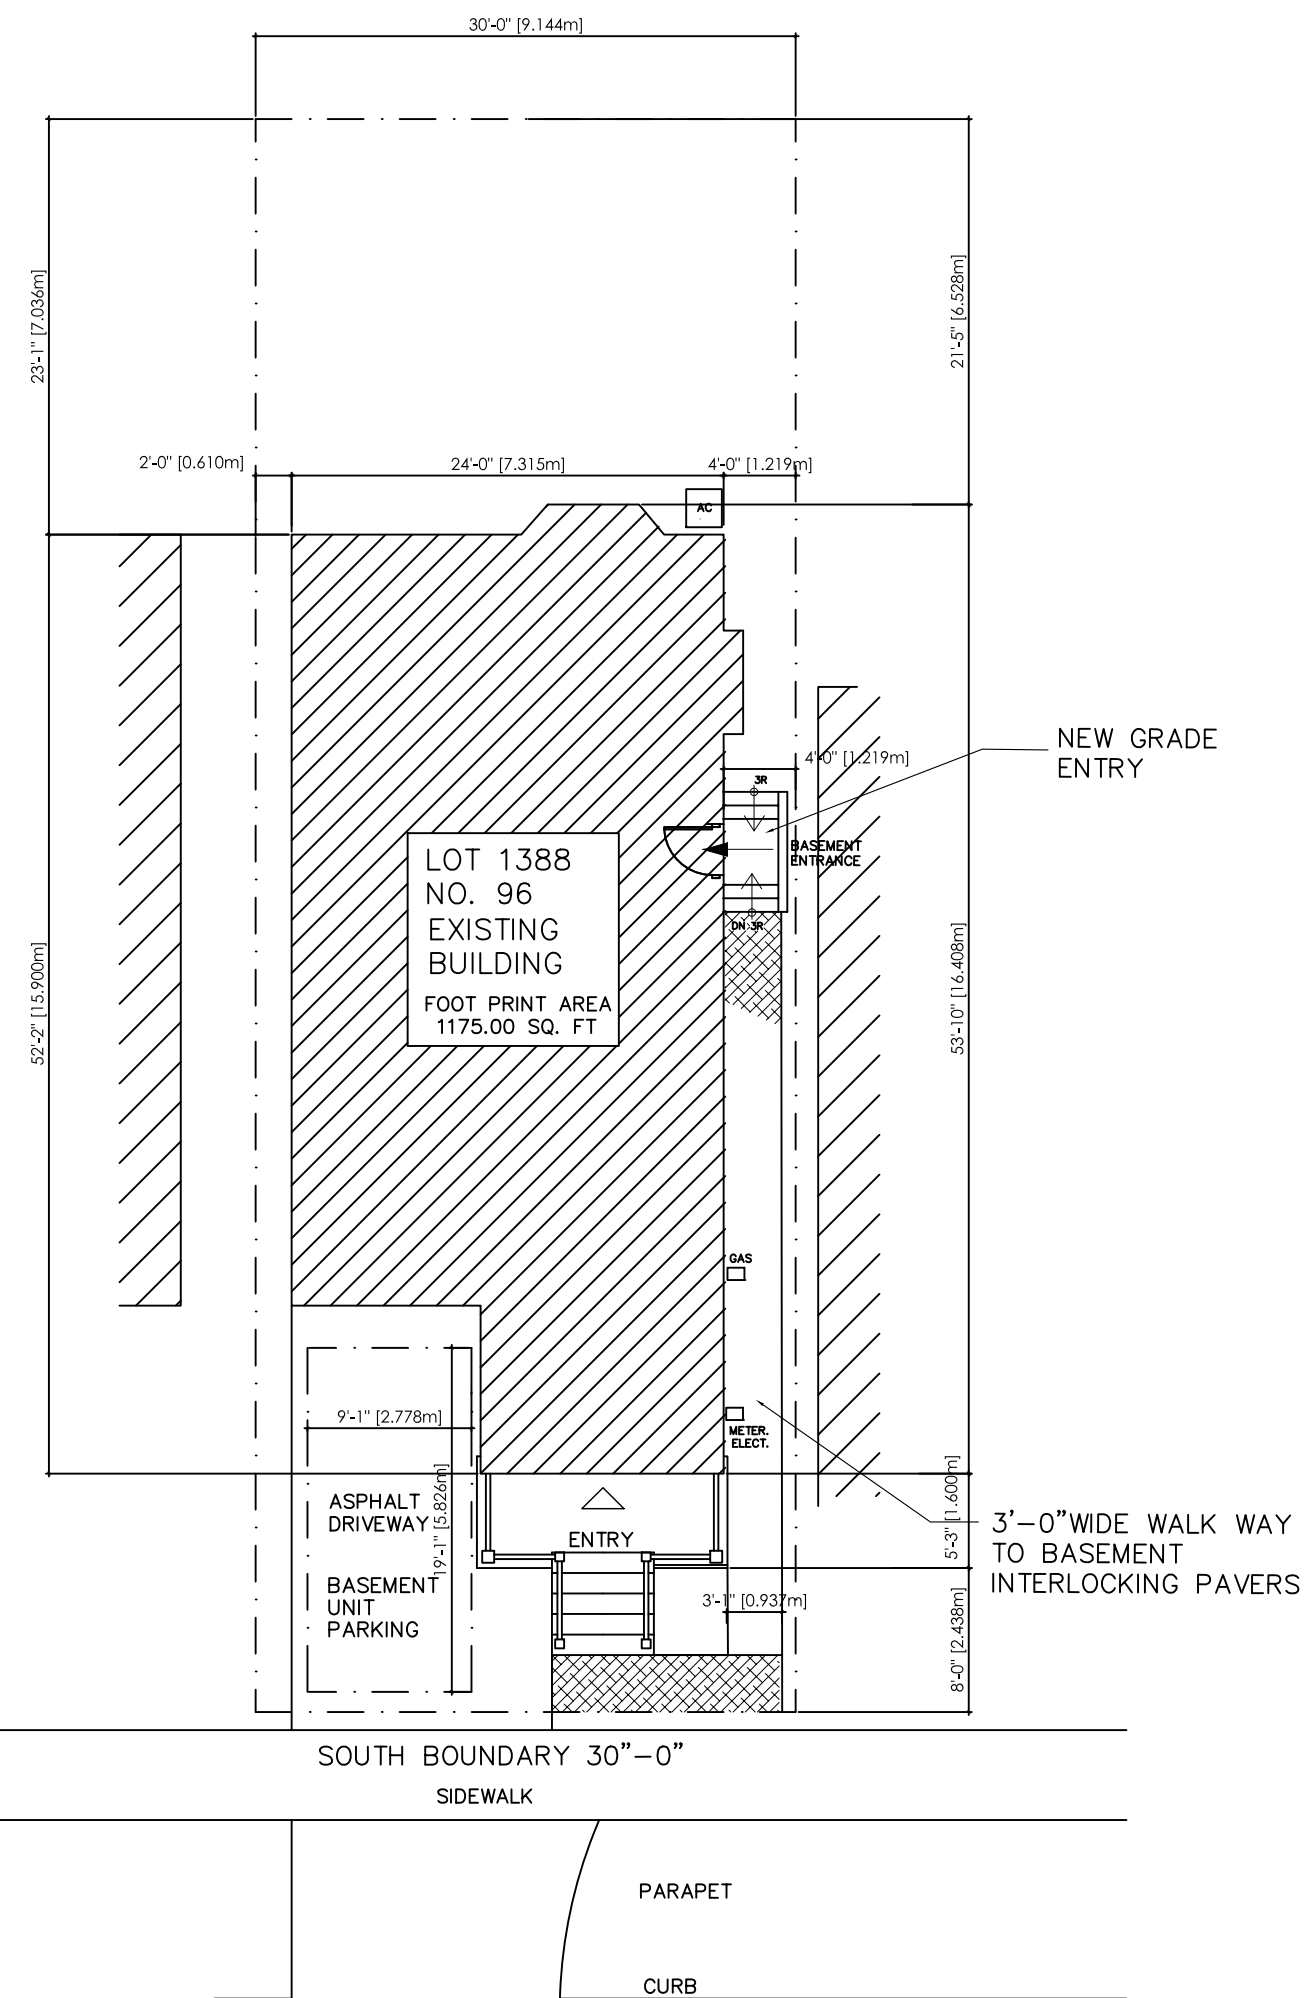 30'-0" [9.144m]
23'-1" [7.036m]
21'-5" [6.528m]
2'-0" [0.610m]
24'-0" [7.315m]
4'-0" [1.219m]
AC
NEW GRADE
ENTRY
4'-0" [1.219m]
3R
BASEMENT
ENTRANCE
LOT 1388
NO. 96
EXISTING
BUILDING
FOOT PRINT AREA
1175.00 SQ. FT
DN 3R
52'-2" [15.900m]
53'-10" [16.408m]
GAS
METER.
ELECT.
9'-1" [2.778m]
19'-1" [5.826m]
ASPHALT
DRIVEWAY
BASEMENT
UNIT
PARKING
ENTRY
5'-3" [1.600m]
3'-0"WIDE WALK WAY
TO BASEMENT
INTERLOCKING PAVERS
3'-1" [0.937m]
8'-0" [2.438m]
SOUTH BOUNDARY 30"-0"
SIDEWALK
PARAPET
CURB